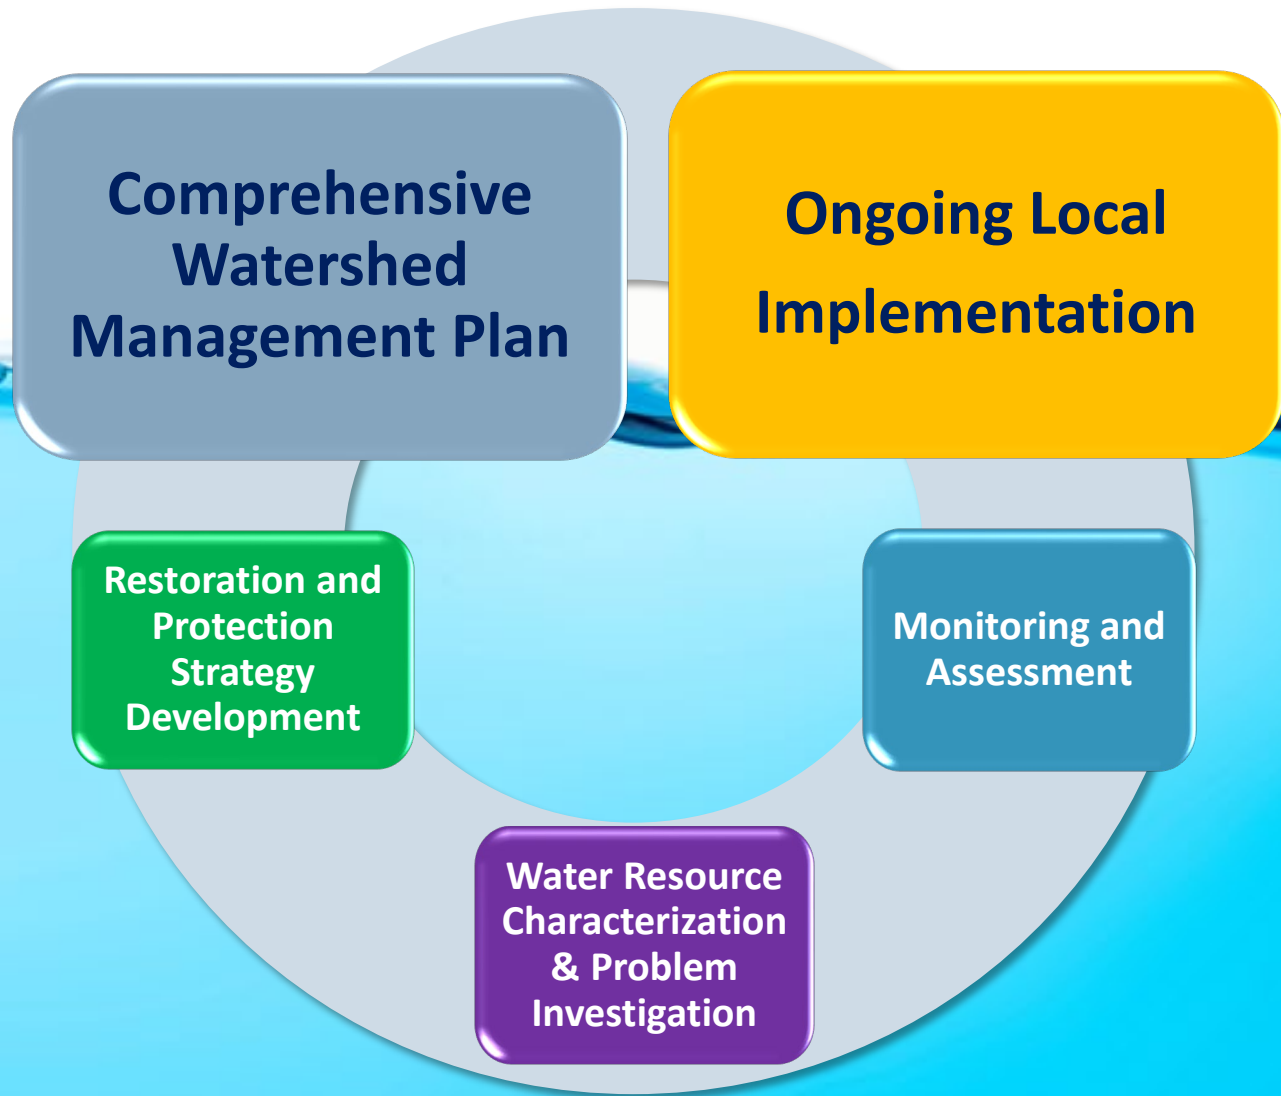 Comprehensive
Watershed
Management Plan
Ongoing Local
Implementation
Restoration and
Protection
Strategy
Development
Monitoring and
Assessment
Water Resource
Characterization
& Problem
Investigation